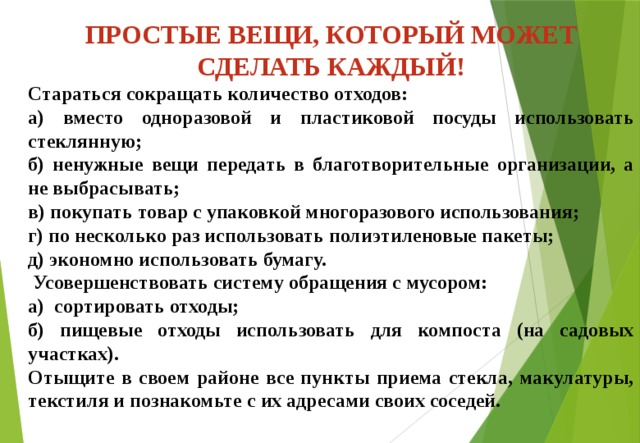 ПРОСТЫЕ ВЕЩИ, КОТОРЫЙ МОЖЕТ
СДЕЛАТЬ КАЖДЫЙ!
Стараться сокращать количество отходов:
а) вместо одноразовой и пластиковой посуды использовать
стеклянную;
б) ненужные вещи передать в благотворительные организации, а
не выбрасывать;
в) покупать товар с упаковкой многоразового использования;
г) по несколько раз использовать полиэтиленовые пакеты;
д) экономно использовать бумагу.
Усовершенствовать систему обращения с мусором:
а) сортировать отходы;
б) пищевые отходы использовать для компоста (на садовых
участках).
Отыщите в своем районе все пункты приема стекла, макулатуры,
текстиля и познакомьте с их адресами своих соседей.